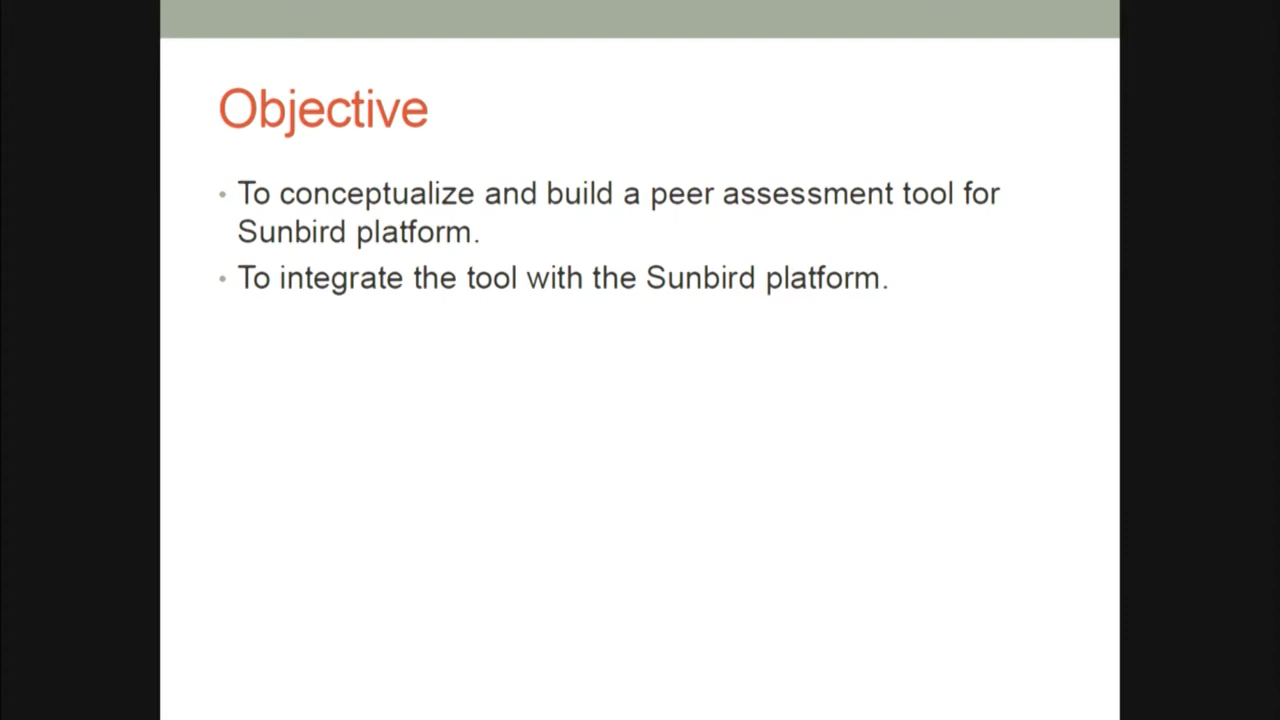 Objective
• To conceptualize and build a peer assessment tool for
Sunbird platform.
• To integrate the tool with the Sunbird platform.